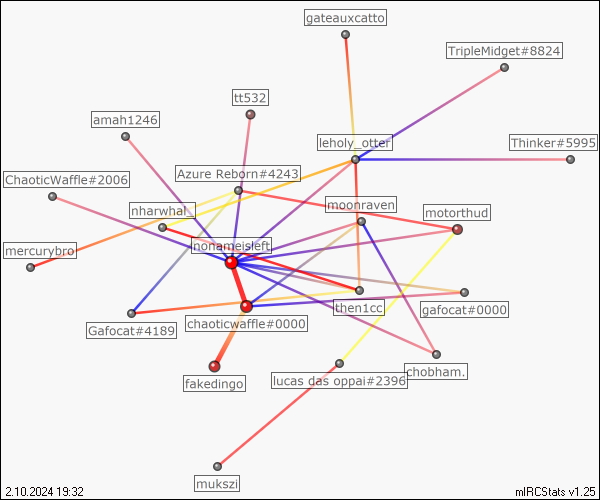 gateauxcatto
TripleMidget#8824
tt532
amah1246
leholy_otter
Thinker#5995
Azure Reborn#4243
ChaoticWaffle#2006
nharwhal_
moonraven
motorthud
nonameisleft
mercurybro
then1cc
gafocat#0000
Gafocat#4189
chaoticwaffle#0000
chobham.
fakedingo
lucas das oppai#2396
mukszi
2.10.2024 19:32
mIRCStats v1.25